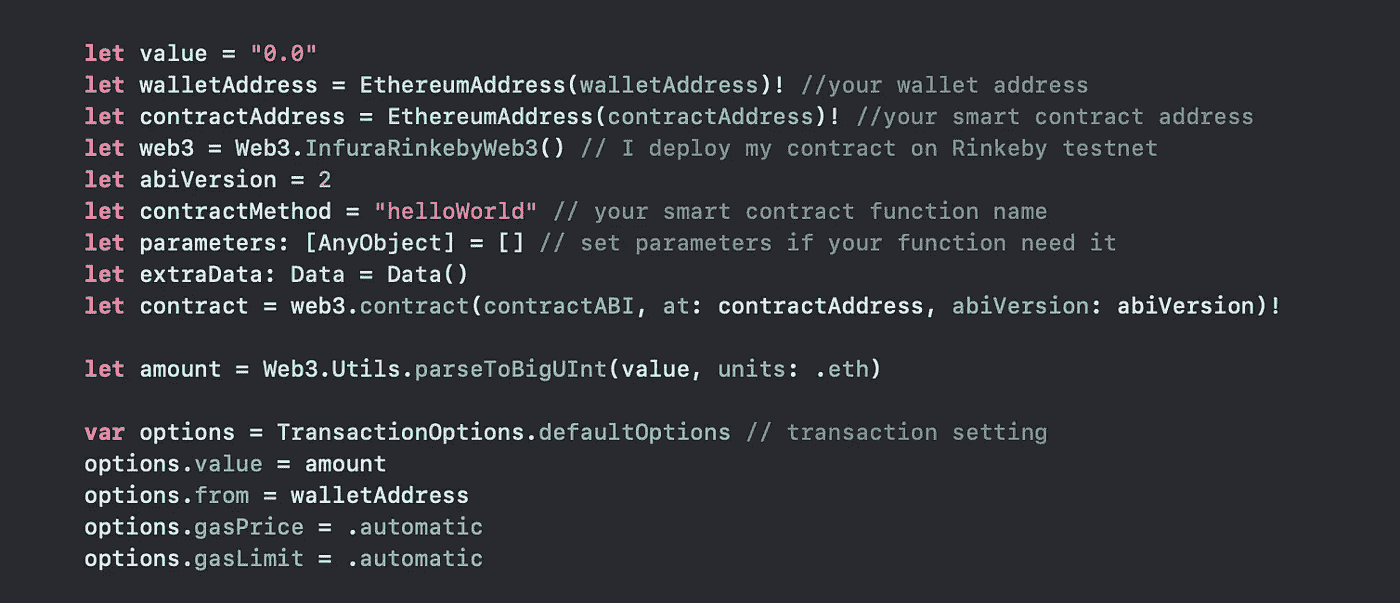 let value = "0.0"
let walletAddress = EthereumAddress(walletAddress)! //your wallet address
let contractAddress = EthereumAddress(contractAddress)! //your smart contract address
let web3 = Web3.InfuraRinkebyWeb3() // I deploy my contract on Rinkeby testnet
let abiVersion = 2
let contractMethod = "helloWorld" // your smart contract function name
let parameters: [AnyObject] = [] // set parameters if your function need it
let extraData: Data = Data()
let contract = web3.contract(contractABI, at: contractAddress, abiVersion: abiVersion)!
let amount = Web3.Utils.parseToBigUInt(value, units: .eth)
var options = TransactionOptions.defaultOptions // transaction setting
options.value = amount
options.from = walletAddress
options.gasPrice = .automatic
options.gasLimit = .automatic